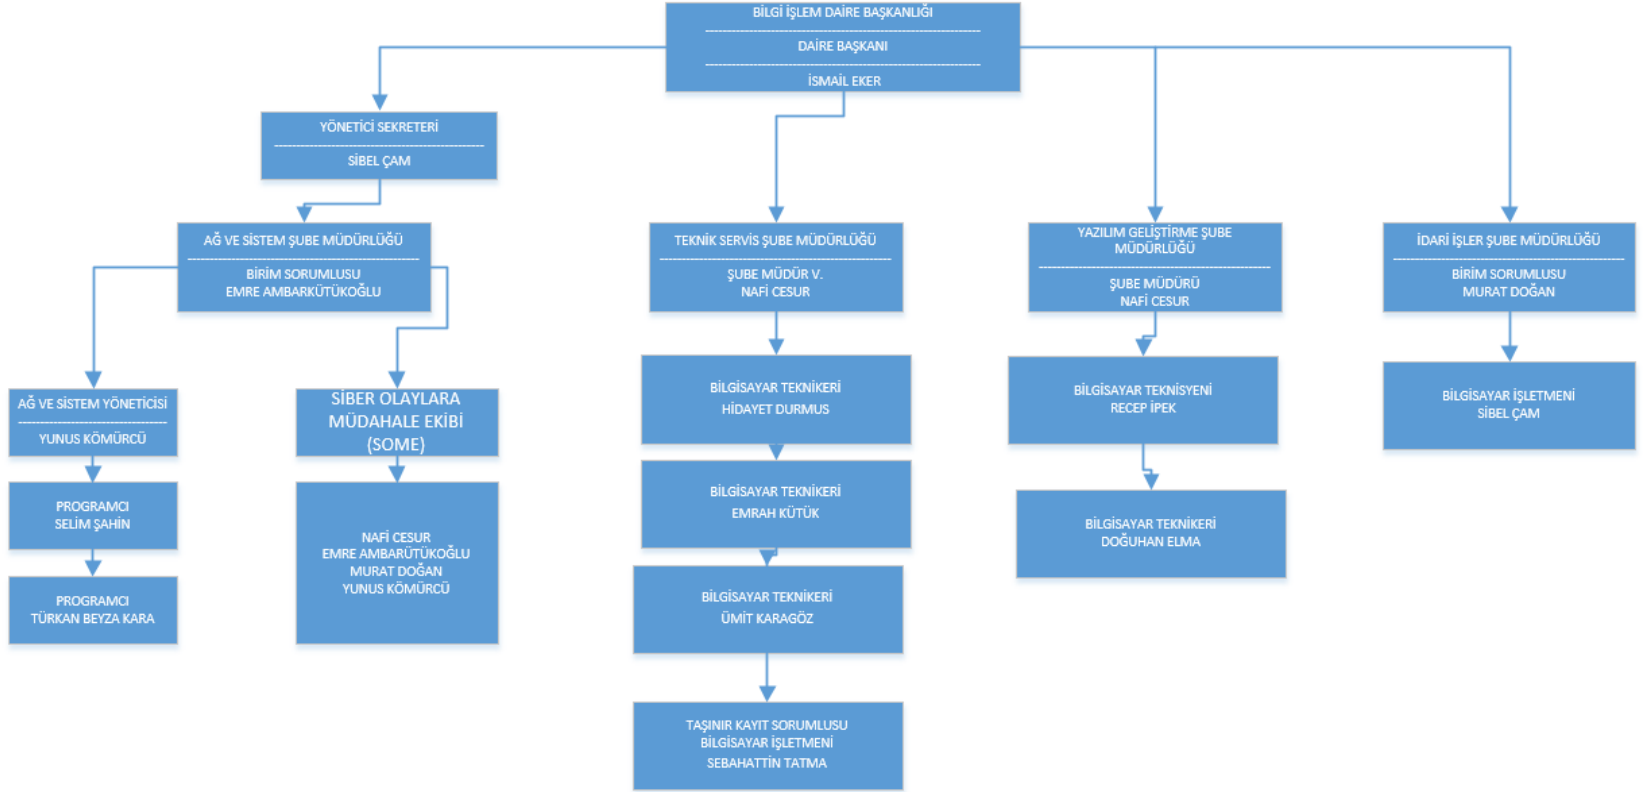 BİLGİ İŞLEM DAİRE BAŞKANLIĞI
DAİRE BAŞKANI
İSMAİL EKER
YÖNETİCİ SEKRETERİ
SİBEL ÇAM
AĞ VE SİSTEM ŞUBE MÜDÜRLÜĞÜ
BİRİM SORUMLUSU
EMRE AMBARKÜTÜKOĞLU
TEKNİK SERVİS ŞUBE MÜDÜRLÜĞÜ
ŞUBE MÜDÜR V.
NAFİ CESUR
YAZILIM GELİŞTİRME ŞUBE
MÜDÜRLÜĞÜ
ŞUBE MÜDÜRÜ
NAFİ CESUR
İDARİ İŞLER ŞUBE MÜDÜRLÜĞÜ
BİRİM SORUMLUSU
MURAT DOĞAN
AĞ VE SİSTEM YÖNETİCİSİ
YUNUS KÖMÜRCÜ
SİBER OLAYLARA
MÜDAHALE EKİBİ
(SOME)
BİLGİSAYAR TEKNİKERİ
HİDAYET DURMUS
BİLGİSAYAR TEKNİSYENİ
RECEP İPEK
BİLGİSAYAR İŞLETMENİ
SİBEL ÇAM
PROGRAMCI
SELİM ŞAHİN
NAFİ CESUR
EMRE AMBARÜTÜKOĞLU
MURAT DOĞAN
YUNUS KÖMÜRCÜ
BİLGİSAYAR TEKNİKERİ
EMRAH KÜTÜK
BİLGİSAYAR TEKNİKERİ
DOĞUHAN ELMA
PROGRAMCI
TÜRKAN BEYZA KARA
BİLGİSAYAR TEKNİKERİ
ÜMİT KARAGÖZ
TAŞINIR KAYIT SORUMLUSU
BİLGİSAYAR İŞLETMENİ
SEBAHATTİN TATMA